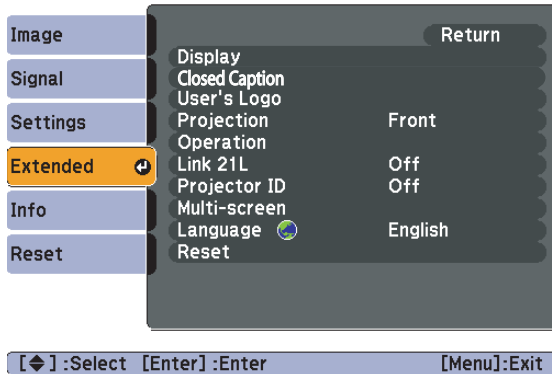 Image
Signal
Settings
Extended
Info
Reset
Return
Display
Closed Caption
User's Logo
Projection Front
Operation
Link 21L Off
Projector ID Off
Multi-screen
Language English
Reset
[◆] :Select [Enter] :Enter [Menu]:Exit